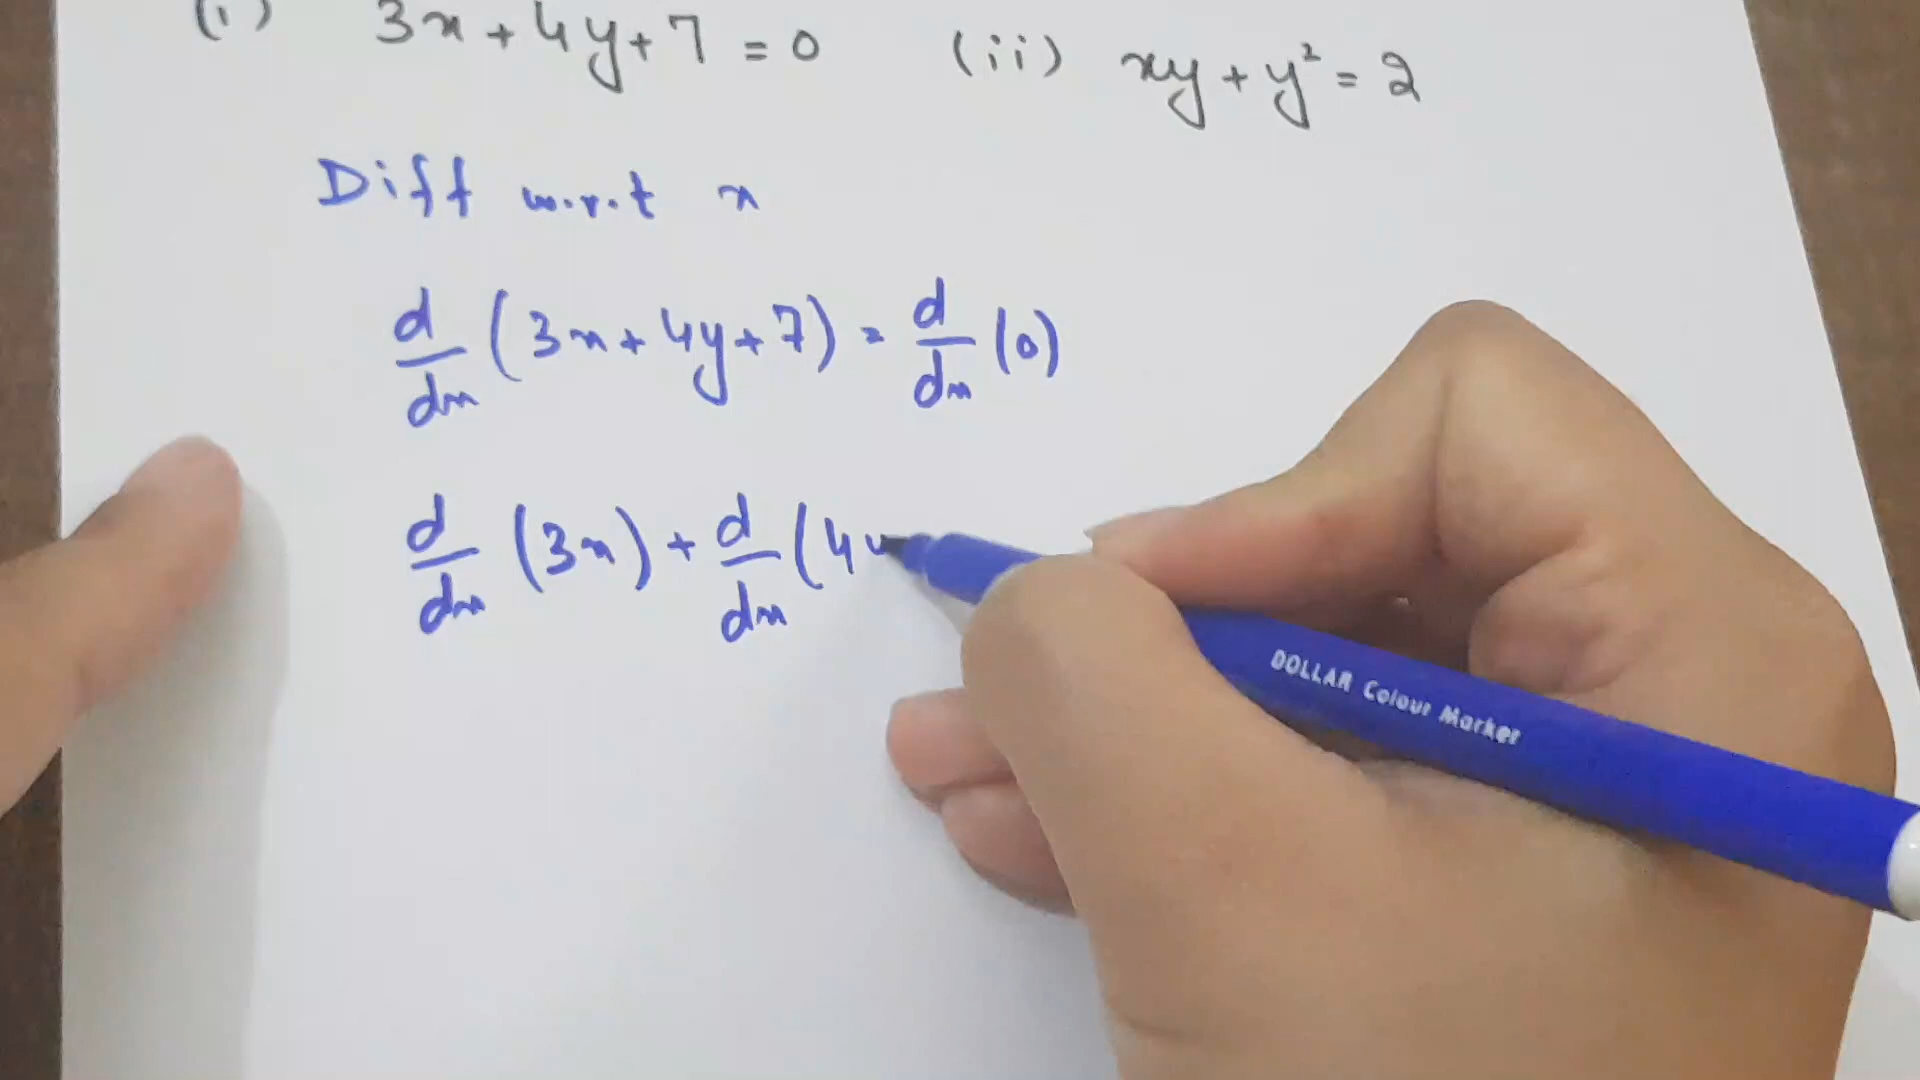 (i) 3x + 4y + 7 = 0 (ii) xy + y² = 2
Diff w.r.t x
d/dx (3x + 4y + 7) = d/dx (0)
d/dx (3x) + d/dx (4y
DOLLAR Colour Marker